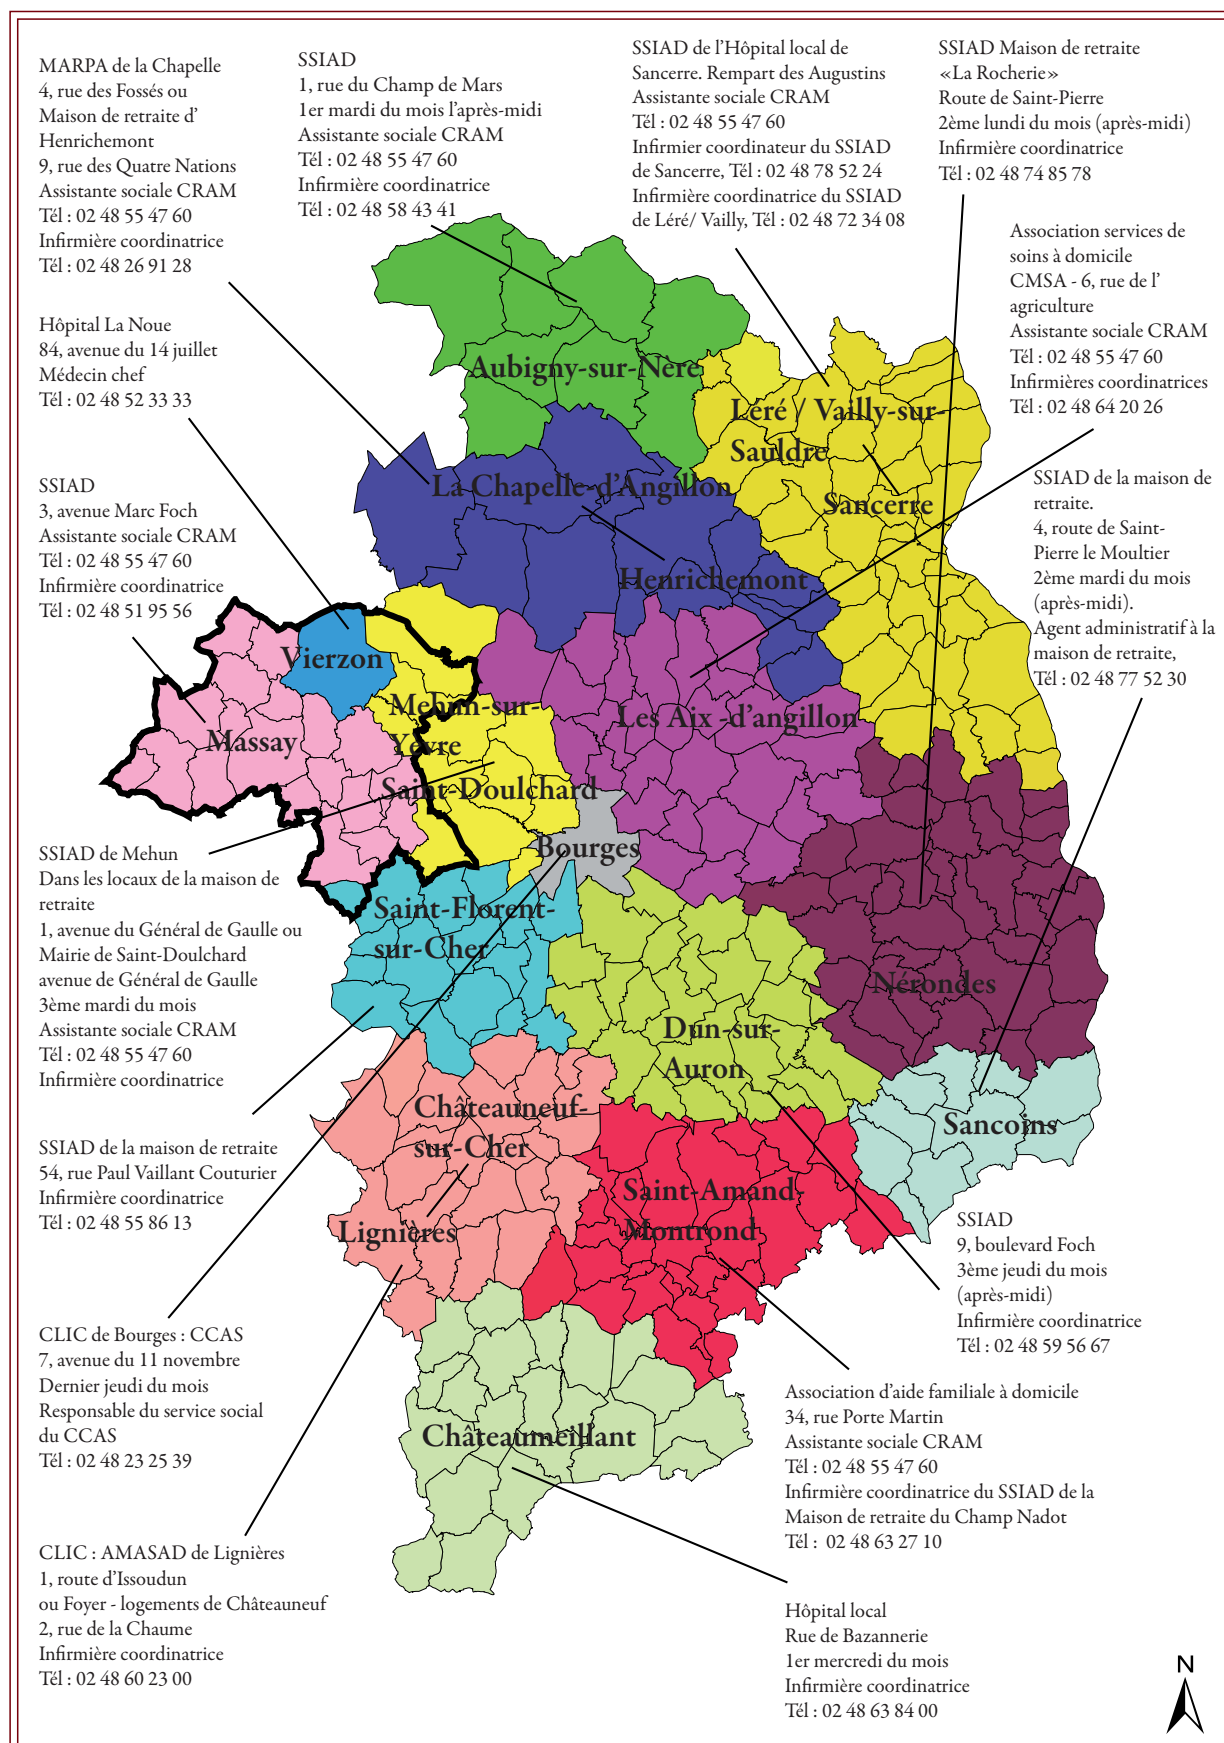 MARPA de la Chapelle
4, rue des Fossés ou
Maison de retraite d'
Henrichemont
9, rue des Quatre Nations
Assistante sociale CRAM
Tél : 02 48 55 47 60
Infirmière coordinatrice
Tél : 02 48 26 91 28
SSIAD
1, rue du Champ de Mars
1er mardi du mois l'après-midi
Assistante sociale CRAM
Tél : 02 48 55 47 60
Infirmière coordinatrice
Tél : 02 48 58 43 41
SSIAD de l'Hôpital local de
Sancerre. Rempart des Augustins
Assistante sociale CRAM
Tél : 02 48 55 47 60
Infirmier coordinateur du SSIAD
de Sancerre, Tél : 02 48 78 52 24
Infirmière coordinatrice du SSIAD
de Léré/ Vailly, Tél : 02 48 72 34 08
SSIAD Maison de retraite
«La Rocherie»
Route de Saint-Pierre
2ème lundi du mois (après-midi)
Infirmière coordinatrice
Tél : 02 48 74 85 78
Association services de
soins à domicile
CMSA - 6, rue de l'
agriculture
Assistante sociale CRAM
Tél : 02 48 55 47 60
Infirmières coordinatrices
Tél : 02 48 64 20 26
Hôpital La Noue
84, avenue du 14 juillet
Médecin chef
Tél : 02 48 52 33 33
SSIAD
3, avenue Marc Foch
Assistante sociale CRAM
Tél : 02 48 55 47 60
Infirmière coordinatrice
Tél : 02 48 51 95 56
SSIAD de la maison de
retraite.
4, route de Saint-
Pierre le Moultier
2ème mardi du mois
(après-midi).
Agent administratif à la
maison de retraite,
Tél : 02 48 77 52 30
Aubigny-sur-Nère
Léré / Vailly-sur-
Sauldre
La Chapelle-d'Angillon
Sancerre
Henrichemont
Vierzon
Mehun-sur-
Yèvre
Les Aix -d'angillon
Massay
Saint-Doulchard
Bourges
Saint-Florent-
sur-Cher
Nérondes
Dun-sur-
Auron
Châteauneuf-
sur-Cher
Sancoins
Saint-Amand-
Montrond
Lignières
Châteaumeillant
SSIAD de Mehun
Dans les locaux de la maison de
retraite
1, avenue du Général de Gaulle ou
Mairie de Saint-Doulchard
avenue de Général de Gaulle
3ème mardi du mois
Assistante sociale CRAM
Tél : 02 48 55 47 60
Infirmière coordinatrice
SSIAD de la maison de retraite
54, rue Paul Vaillant Couturier
Infirmière coordinatrice
Tél : 02 48 55 86 13
CLIC de Bourges : CCAS
7, avenue du 11 novembre
Dernier jeudi du mois
Responsable du service social
du CCAS
Tél : 02 48 23 25 39
CLIC : AMASAD de Lignières
1, route d'Issoudun
ou Foyer - logements de Châteauneuf
2, rue de la Chaume
Infirmière coordinatrice
Tél : 02 48 60 23 00
SSIAD
9, boulevard Foch
3ème jeudi du mois
(après-midi)
Infirmière coordinatrice
Tél : 02 48 59 56 67
Association d'aide familiale à domicile
34, rue Porte Martin
Assistante sociale CRAM
Tél : 02 48 55 47 60
Infirmière coordinatrice du SSIAD de la
Maison de retraite du Champ Nadot
Tél :  02 48 63 27 10
Hôpital local
Rue de Bazannerie
1er mercredi du mois
Infirmière coordinatrice
Tél : 02 48 63 84 00
N